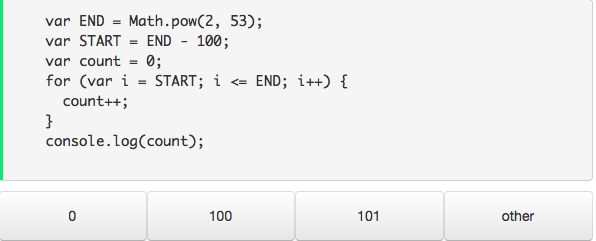 var END = Math.pow(2, 53);
var START = END - 100;
var count = 0;
for (var i = START; i <= END; i++) {
  count++;
}
console.log(count);
0 100 101 other